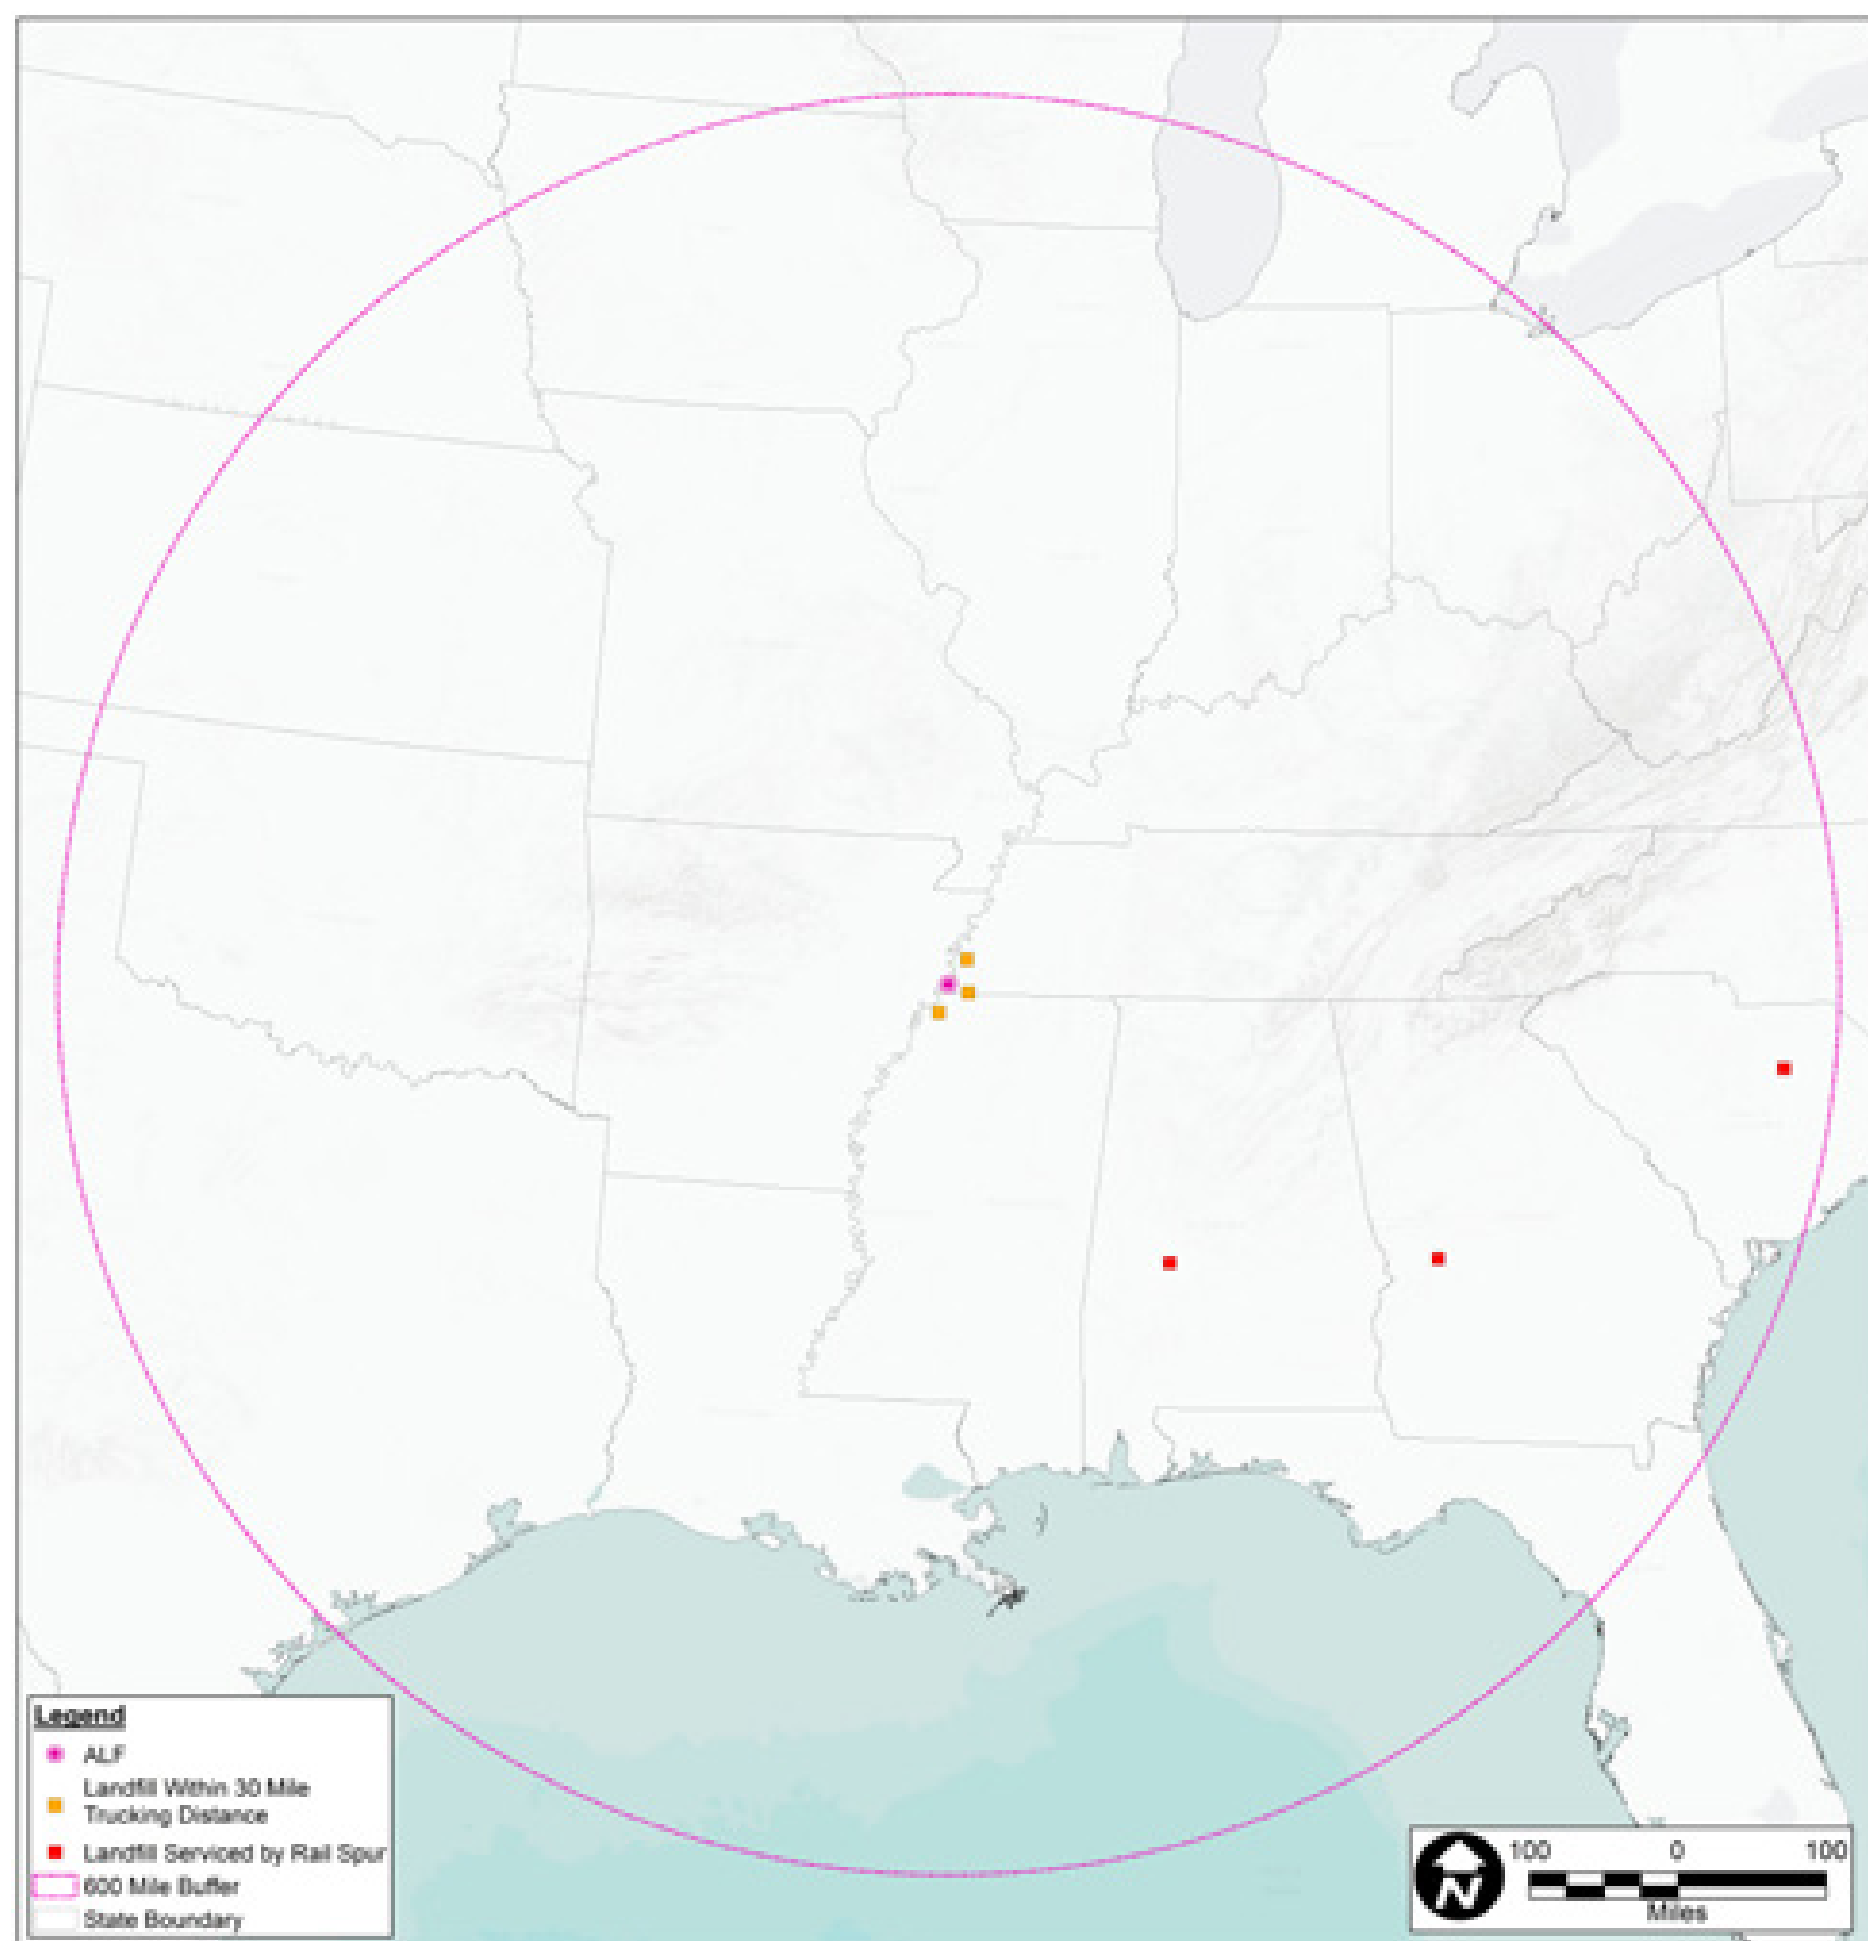 Legend
ALF
Landfill Within 30 Mile
Trucking Distance
Landfill Serviced by Rail Spur
600 Mile Buffer
State Boundary
N
100 0 100
Miles